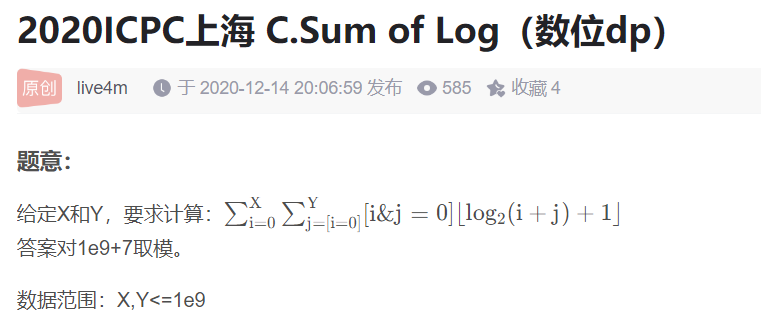 2020ICPC上海 C.Sum of Log（数位dp）
原创 live4m 于 2020-12-14 20:06:59 发布 585 收藏 4
题意：
给定X和Y，要求计算：∑_{i=0}^{X} ∑_{j=[i=0]}^{Y} [i&j = 0]⌊log₂(i + j) + 1⌋
答案对1e9+7取模。
数据范围：X,Y<=1e9